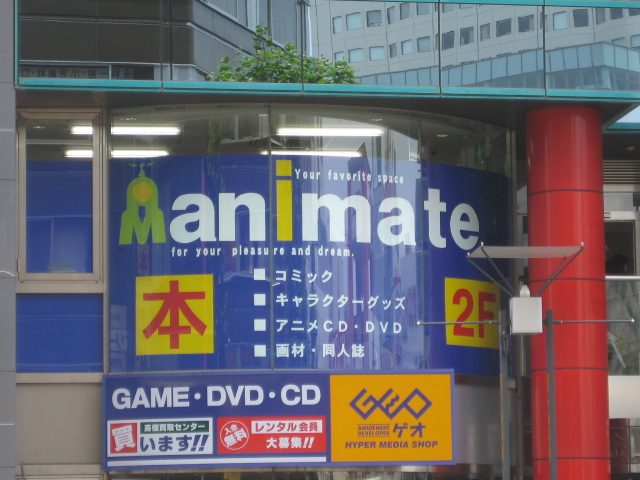 Your favorite space
animate
for your pleasure and dream.
本
■ コミック
■ キャラクターグッズ
■ アニメCD・DVD
■ 画材・同人誌
2F
GAME・DVD・CD
高価買取センター
買います!!
入会無料
レンタル会員
大募集!!
GEO
AMUSEMENT
DEVELOPER
ゲオ
HYPER MEDIA SHOP